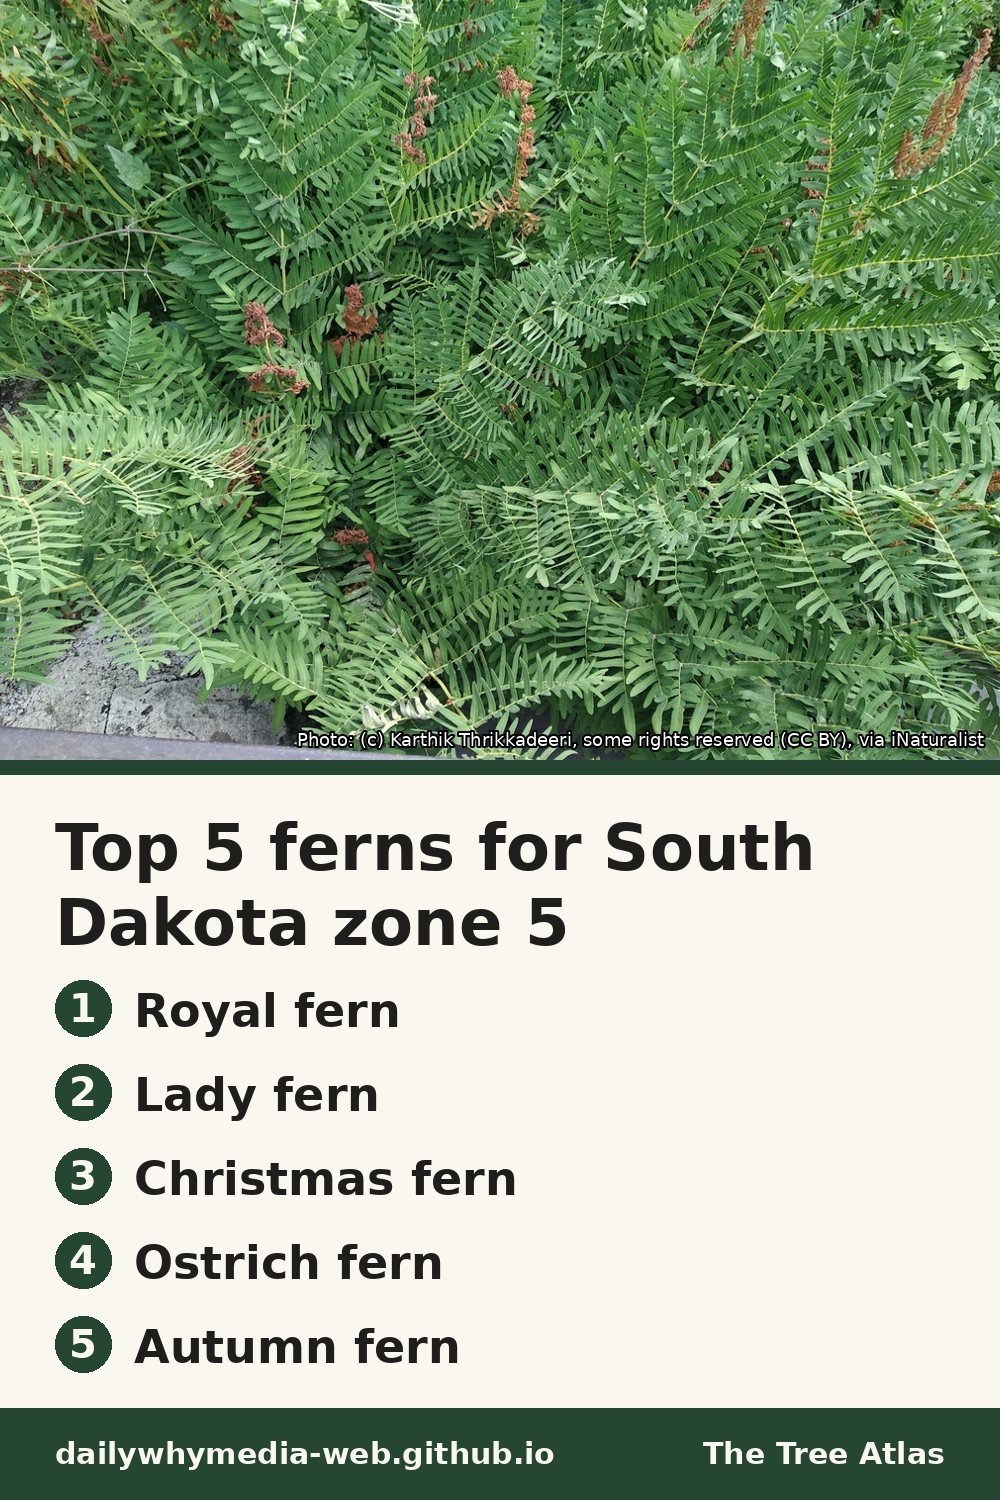 Photo: (c) Karthik Thrikkadeeri, some rights reserved (CC BY), via iNaturalist
Top 5 ferns for South
Dakota zone 5
1 Royal fern
2 Lady fern
3 Christmas fern
4 Ostrich fern
5 Autumn fern
dailywhymedia-web.github.io The Tree Atlas